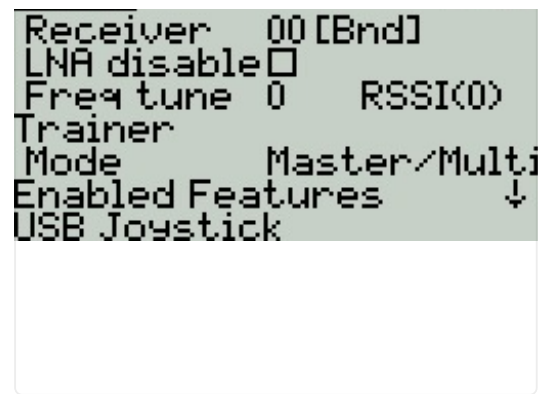 Receiver 00 [Bnd]
LNA disable
Freq tune 0 RSSI(0)
Trainer
Mode Master/Multi
Enabled Features ↓
USB Joystick